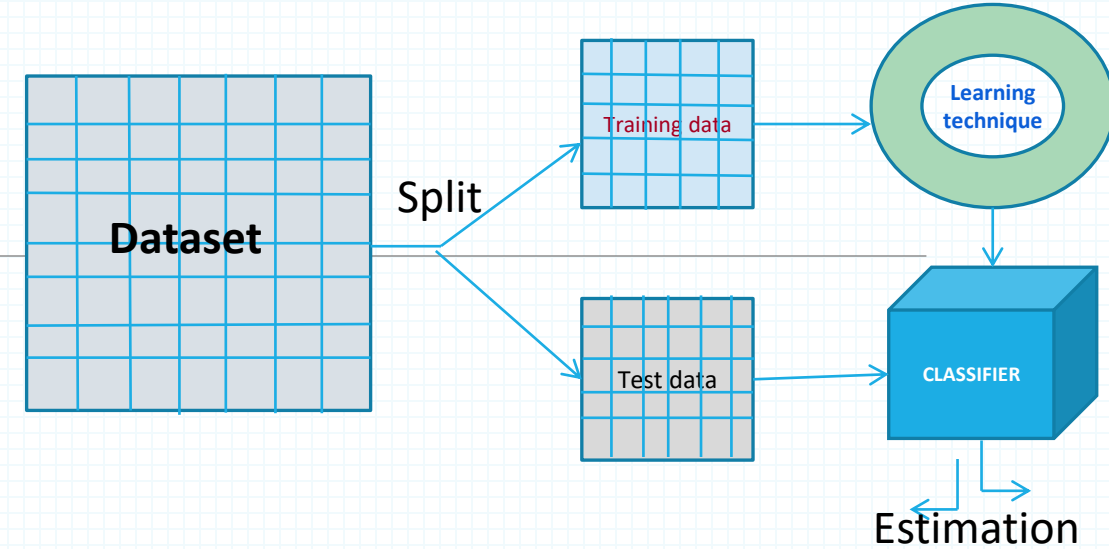 Dataset
Split
Training data
Learning
technique
Test data
CLASSIFIER
Estimation